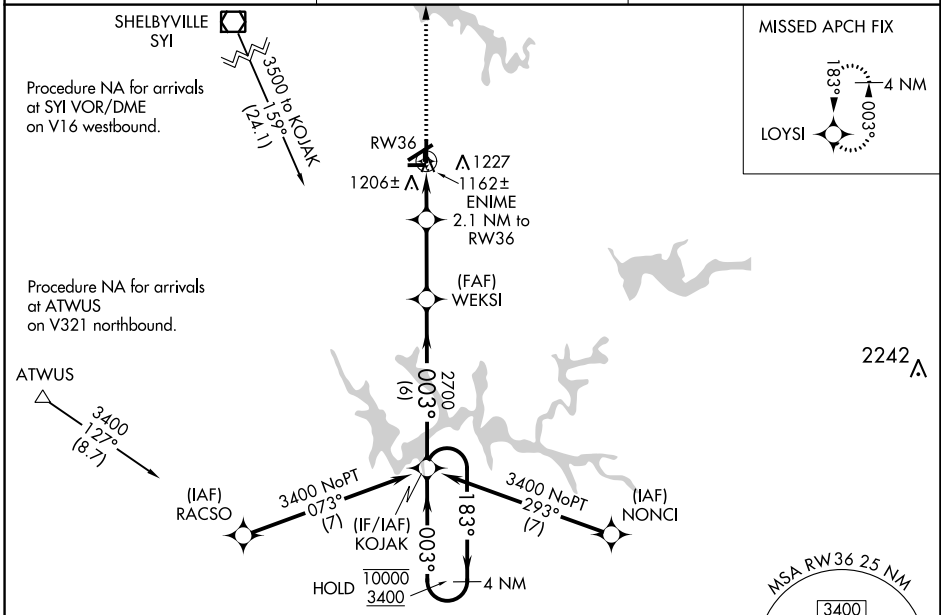 SHELBYVILLE
SYI
Procedure NA for arrivals
at SYI VOR/DME
on V16 westbound.
3500 to KOJAK
159°
(24.1)
MISSED APCH FIX
183°
4 NM
003°
LOYSI
RW36
1227
1206±
1162±
ENIME
2.1 NM to
RW36
(FAF)
WEKSI
Procedure NA for arrivals
at ATWUS
on V321 northbound.
2242
ATWUS
3400
127°
(8.7)
2700
003°
(6)
(IAF)
RACSO
3400 NoPT
073°
(7)
(IF/IAF)
KOJAK
003°
183°
3400 NoPT
293°
(7)
(IAF)
NONCI
HOLD
10000
3400
4 NM
MSA RW36 25 NM
3400